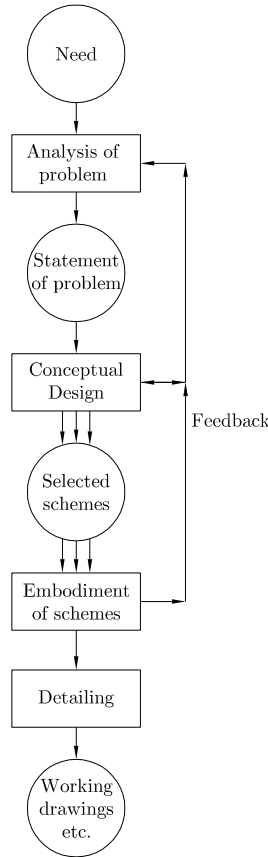 Need
Analysis of
problem
Statement
of problem
Conceptual
Design
Feedback
Selected
schemes
Embodiment
of schemes
Detailing
Working
drawings
etc.